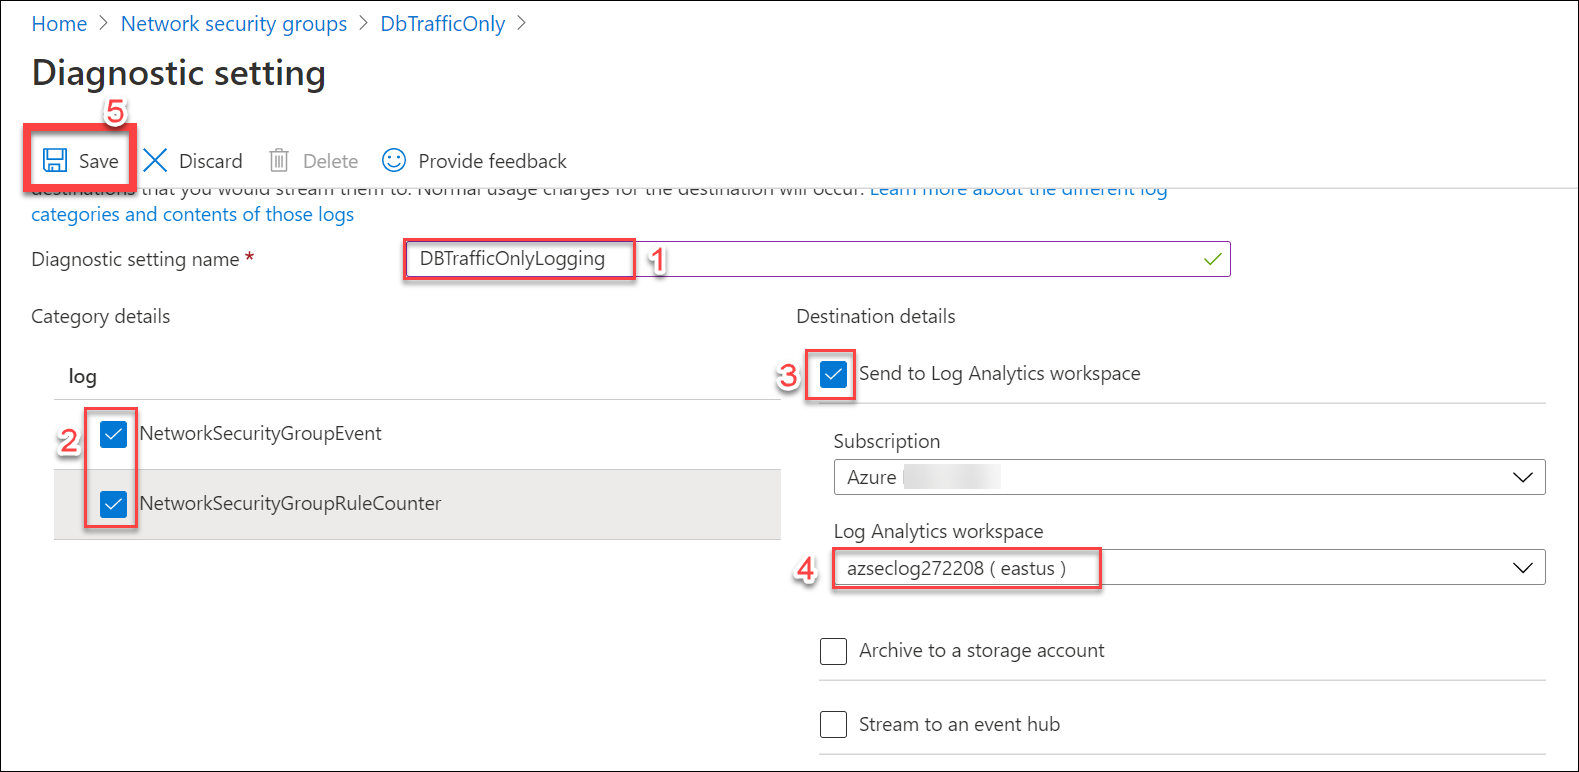 Home > Network security groups > DbTrafficOnly >
Diagnostic setting
5
Save Discard Delete Provide feedback
destinations that you would stream them to. Normal usage charges for the destination will occur. Learn more about the different log
categories and contents of those logs
Diagnostic setting name * DBTrafficOnlyLogging 1
Category details
Destination details
log
3 Send to Log Analytics workspace
2 NetworkSecurityGroupEvent
Subscription
Azure
NetworkSecurityGroupRuleCounter
Log Analytics workspace
4 azseclog272208 ( eastus )
Archive to a storage account
Stream to an event hub